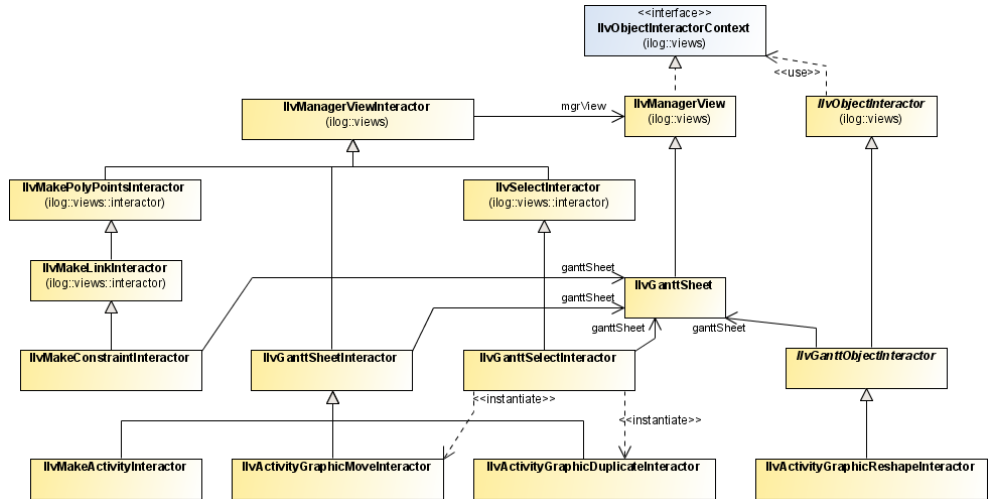 <<interface>>
IlvObjectInteractorContext
(ilog::views)
<<use>>
IlvManagerViewInteractor
(ilog::views)
mgrView
IlvManagerView
(ilog::views)
IlvObjectInteractor
(ilog::views)
IlvMakePolyPointsInteractor
(ilog::views::interactor)
IlvSelectInteractor
(ilog::views::interactor)
IlvMakeLinkInteractor
(ilog::views::interactor)
ganttSheet
IlvGanttSheet
ganttSheet
ganttSheet
ganttSheet
IlvMakeConstraintInteractor
IlvGanttSheetInteractor
IlvGanttSelectInteractor
IlvGanttObjectInteractor
<<instantiate>>
<<instantiate>>
IlvMakeActivityInteractor
IlvActivityGraphicMoveInteractor
IlvActivityGraphicDuplicateInteractor
IlvActivityGraphicReshapeInteractor